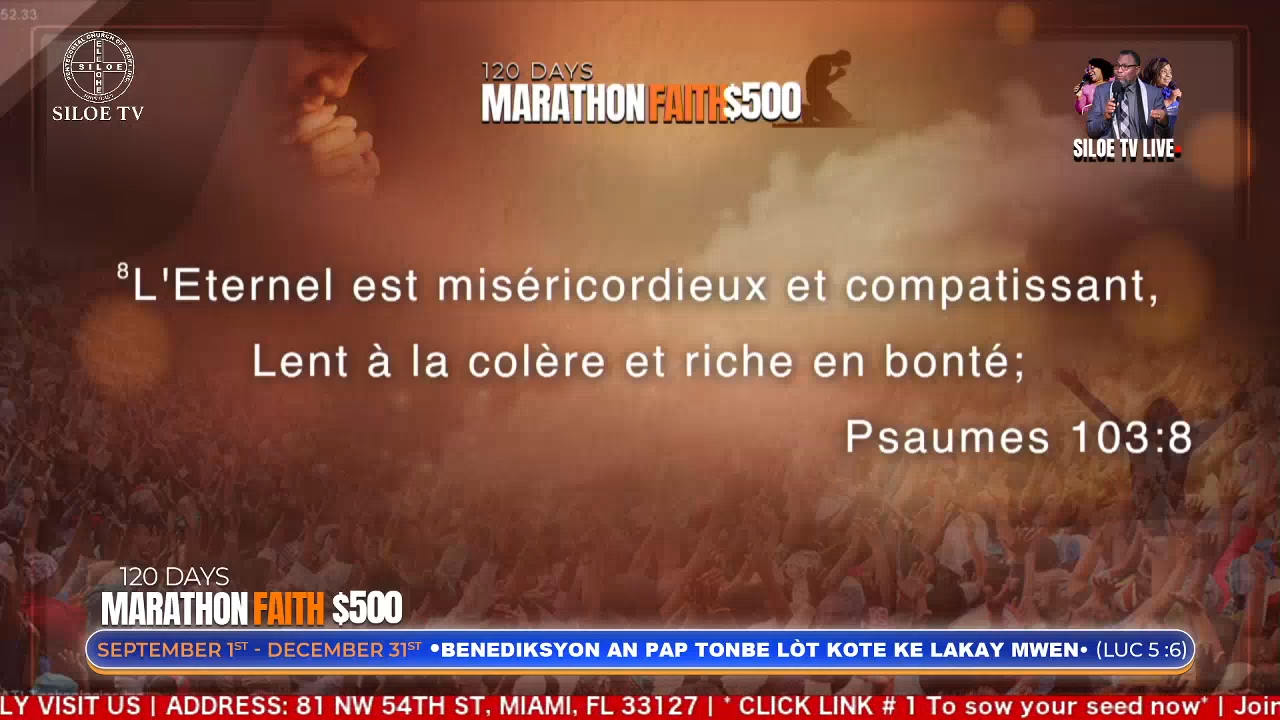 52.33
SILOE
SILOE TV
120 DAYS
MARATHON FAITH $500
SILOE TV LIVE
8L'Eternel est miséricordieux et compatissant,
Lent à la colère et riche en bonté;
Psaumes 103:8
120 DAYS
MARATHON FAITH $500
SEPTEMBER 1ST - DECEMBER 31ST •BENEDIKSYON AN PAP TONBE LÒT KOTE KE LAKAY MWEN• (LUC 5 :6)
LY VISIT US | ADDRESS: 81 NW 54TH ST, MIAMI, FL 33127 | * CLICK LINK # 1 To sow your seed now* | Join